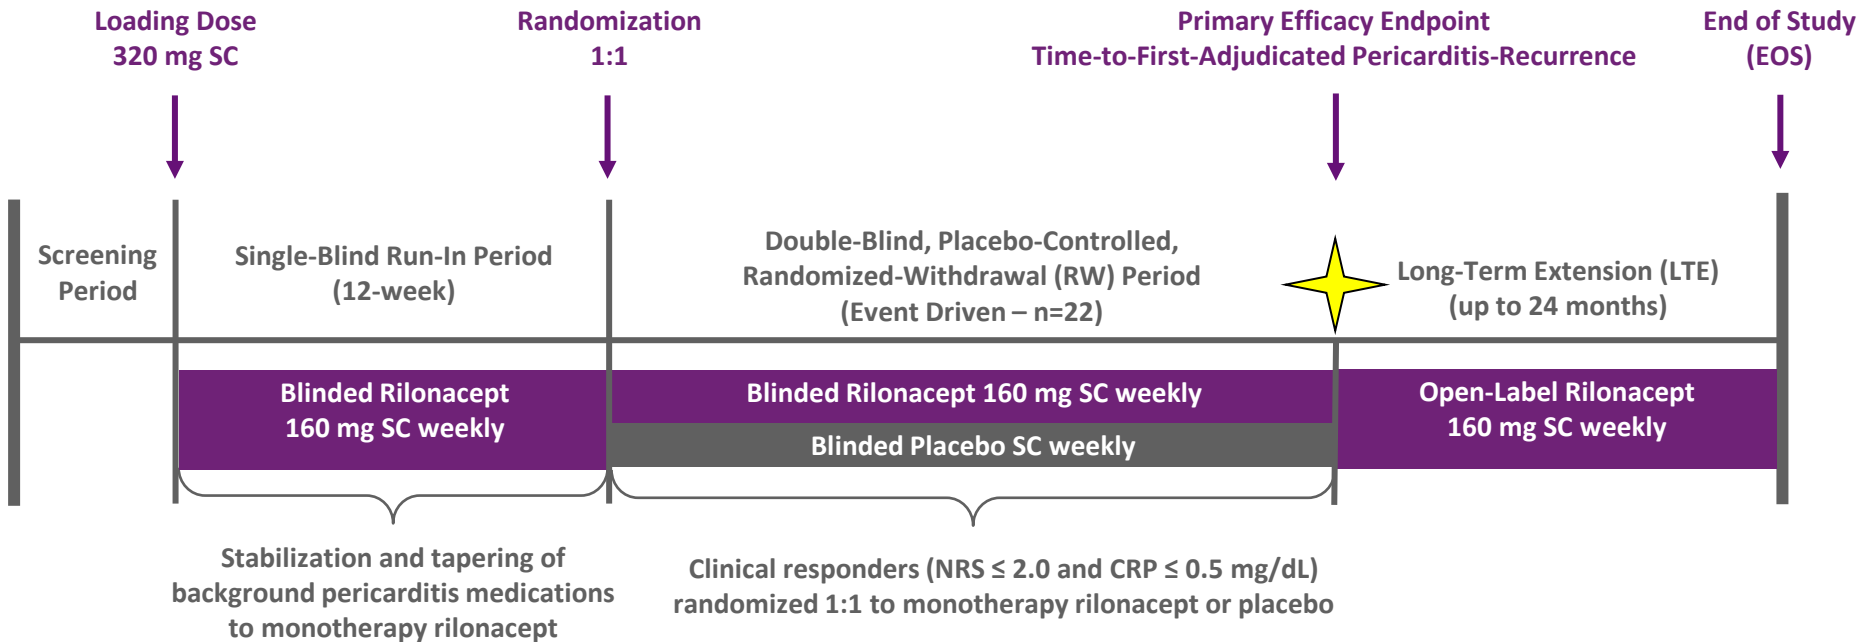 Loading Dose
320 mg SC
Randomization
1:1
Primary Efficacy Endpoint
Time-to-First-Adjudicated Pericarditis-Recurrence
End of Study
(EOS)
Screening
Period
Single-Blind Run-In Period
(12-week)
Double-Blind, Placebo-Controlled,
Randomized-Withdrawal (RW) Period
(Event Driven – n=22)
Long-Term Extension (LTE)
(up to 24 months)
Blinded Rilonacept
160 mg SC weekly
Blinded Rilonacept 160 mg SC weekly
Blinded Placebo SC weekly
Open-Label Rilonacept
160 mg SC weekly
Stabilization and tapering of
background pericarditis medications
to monotherapy rilonacept
Clinical responders (NRS ≤ 2.0 and CRP ≤ 0.5 mg/dL)
randomized 1:1 to monotherapy rilonacept or placebo